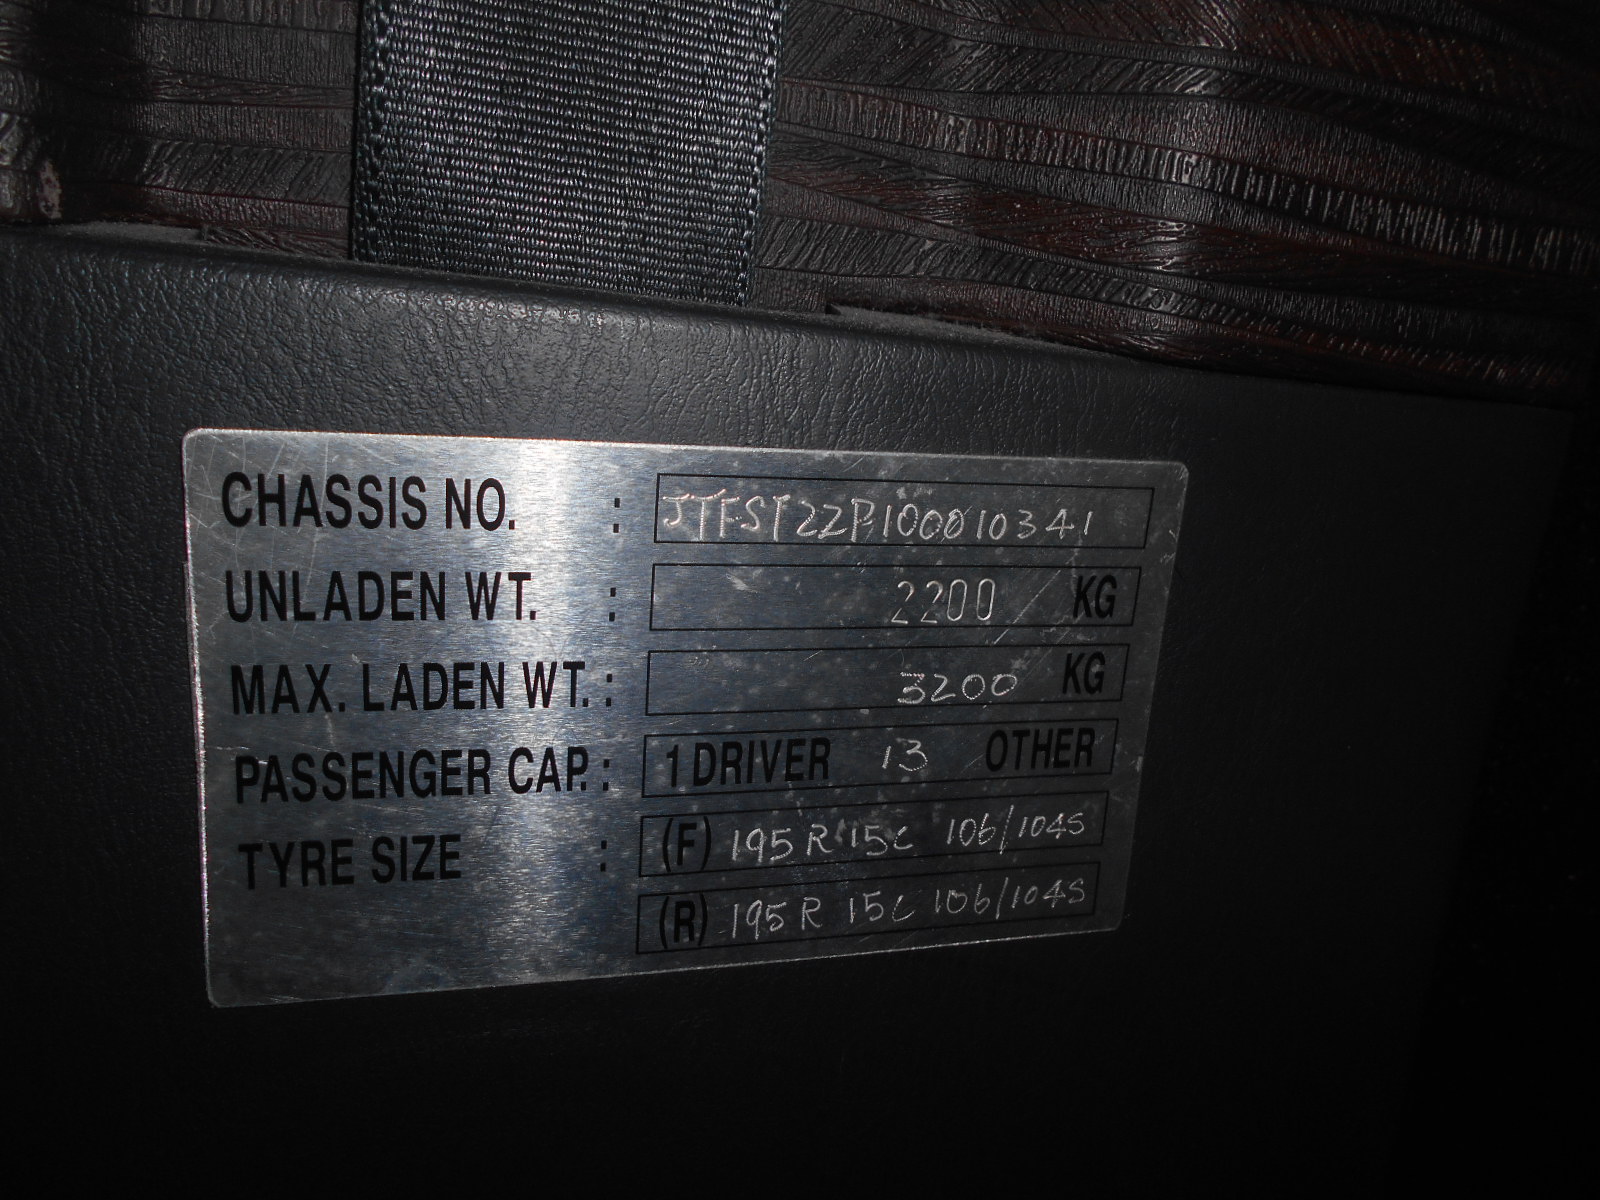 CHASSIS NO. : JTFST22P100010341
UNLADEN WT. : 2200 KG
MAX. LADEN WT. : 3200 KG
PASSENGER CAP. : 1 DRIVER 13 OTHER
TYRE SIZE : (F) 195 R 15C 106/104S
(R) 195 R 15C 106/104S